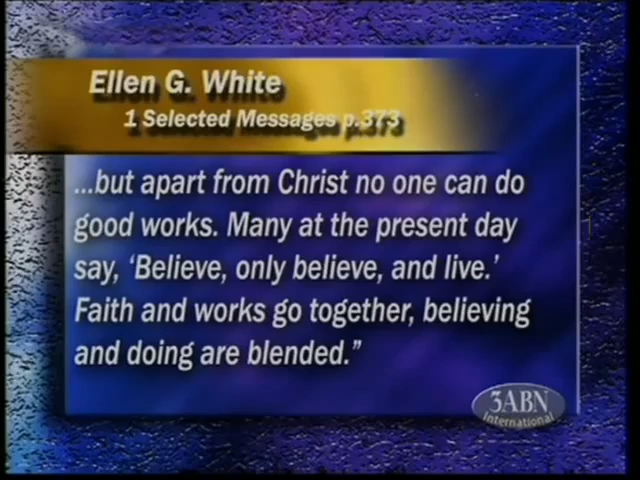 Ellen G. White
1 Selected Messages p.373
...but apart from Christ no one can do
good works. Many at the present day
say, ‘Believe, only believe, and live.’
Faith and works go together, believing
and doing are blended.”
3ABN
International